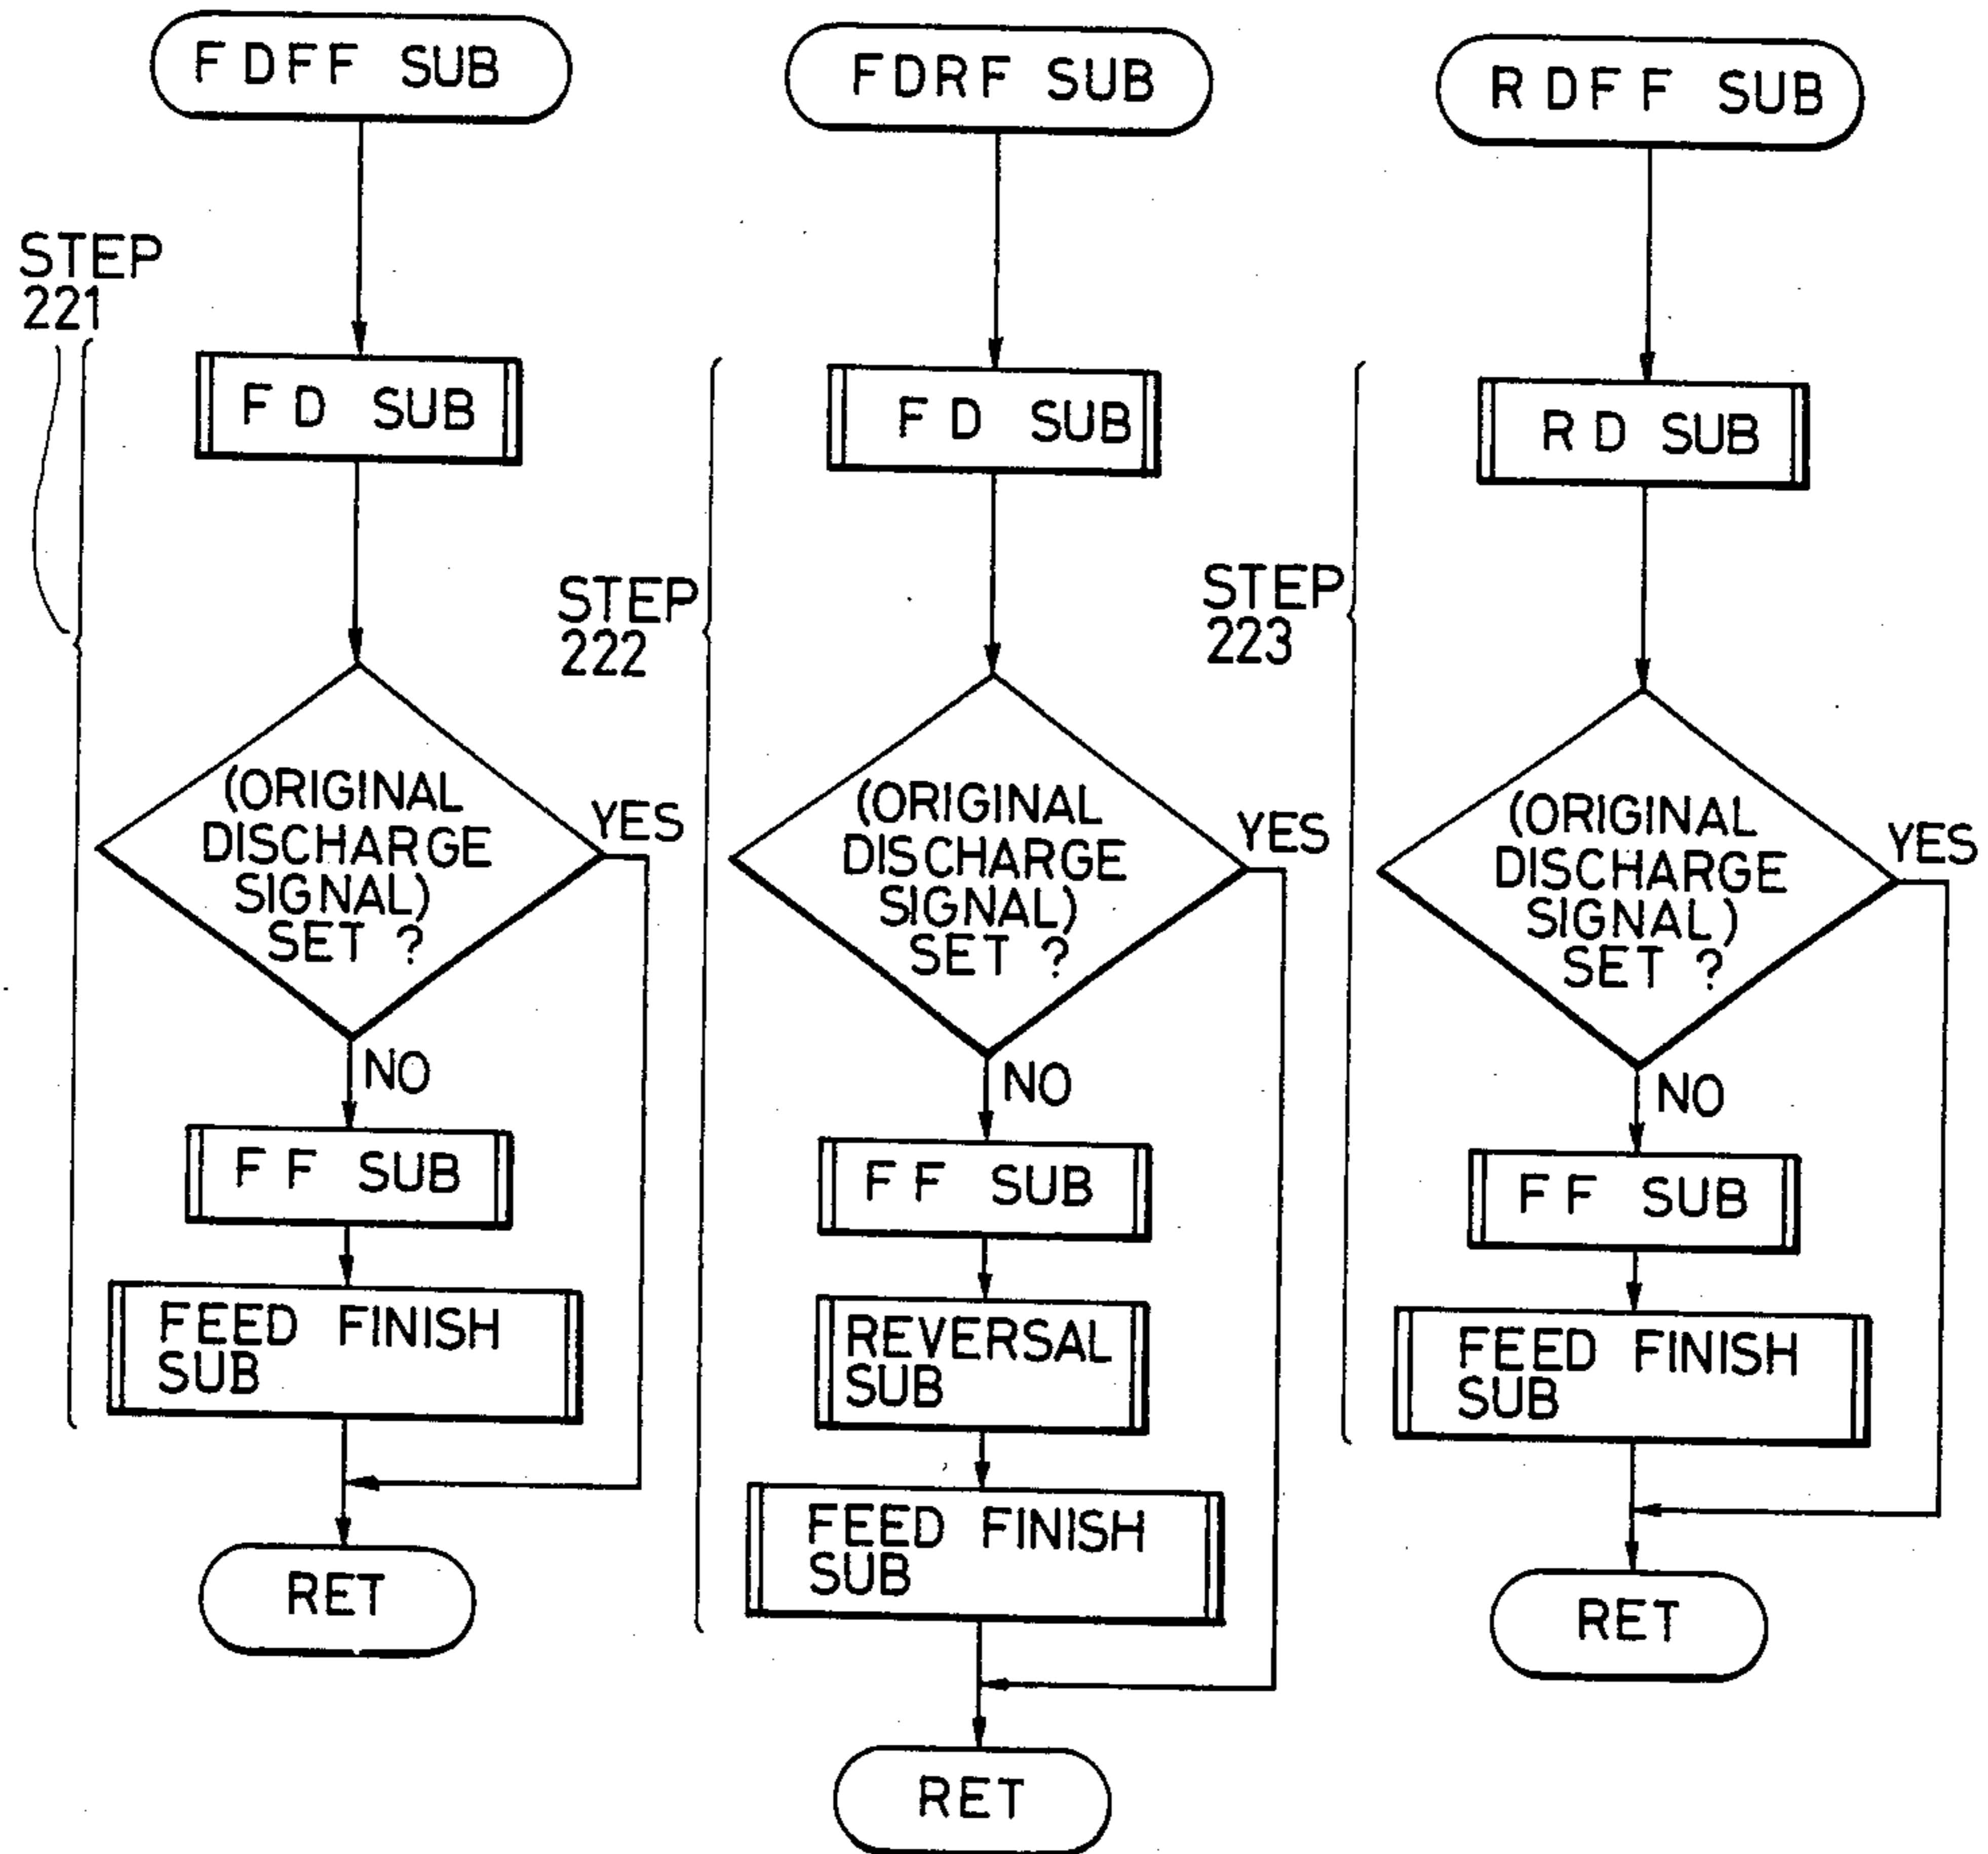 FDFF SUB
STEP
221
FD SUB
(ORIGINAL
DISCHARGE
SIGNAL)
SET ?
YES
NO
FF SUB
FEED FINISH
SUB
RET
FDRF SUB
STEP
222
FD SUB
(ORIGINAL
DISCHARGE
SIGNAL)
SET ?
YES
NO
FF SUB
REVERSAL
SUB
FEED FINISH
SUB
RET
RDFF SUB
STEP
223
RD SUB
(ORIGINAL
DISCHARGE
SIGNAL)
SET ?
YES
NO
FF SUB
FEED FINISH
SUB
RET